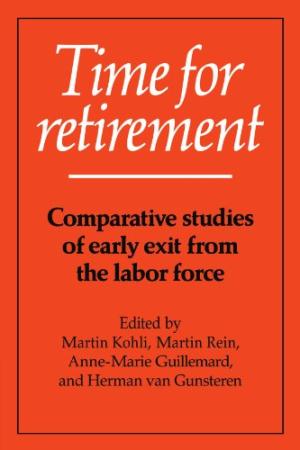 Time for
retirement
Comparative studies
of early exit from
the labor force
Edited by
Martin Kohli, Martin Rein,
Anne-Marie Guillemard,
and Herman van Gunsteren